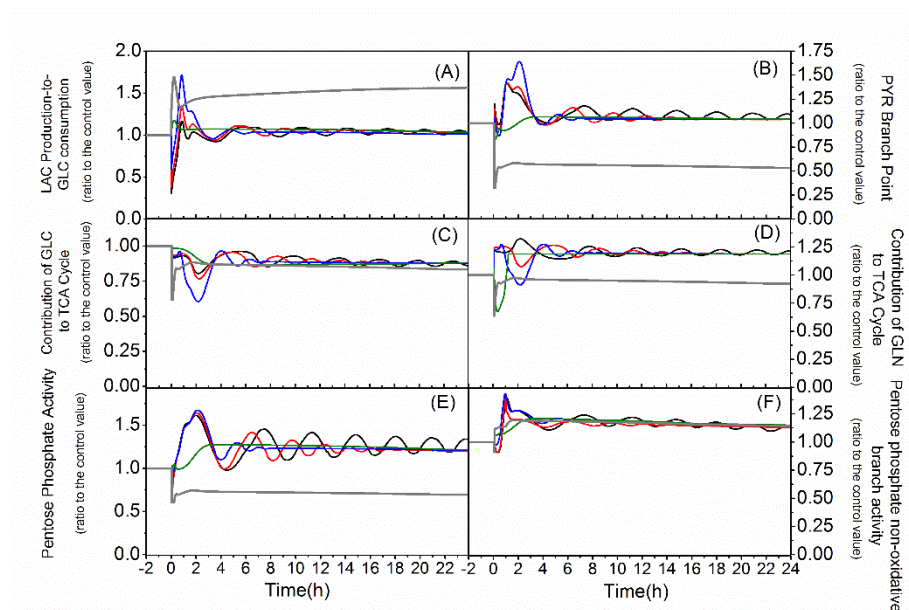 2.0
1.5
1.0
0.5
0.0
LAC Production-to-
GLC consumption
(ratio to the control value)
(A)
1.75
1.50
1.25
1.00
0.75
0.50
0.25
0.00
PYR Branch Point
(ratio to the control value)
(B)
1.00
0.75
0.50
0.25
0.00
Contribution of GLC
to TCA Cycle
(ratio to the control value)
(C)
1.25
1.00
0.75
0.50
0.25
0.00
Contribution of GLN
to TCA Cycle
(ratio to the control value)
(D)
1.5
1.0
0.5
0.0
Pentose Phosphate Activity
(ratio to the control value)
(E)
1.25
1.00
0.75
0.50
0.25
0.00
Pentose phosphate non-oxidative
branch activity
(ratio to the control value)
(F)
-2 0 2 4 6 8 10 12 14 16 18 20 22 -2 0 2 4 6 8 10 12 14 16 18 20 22 24
Time(h) Time(h)